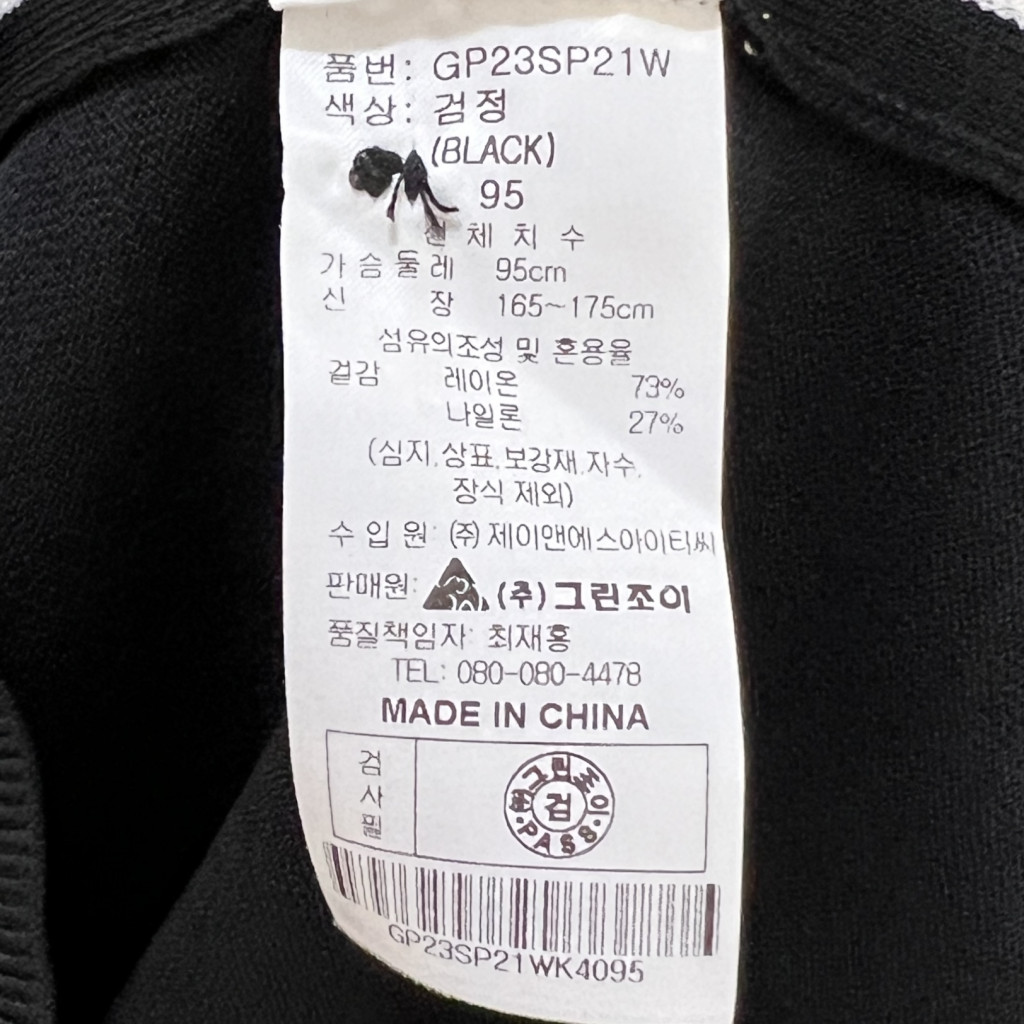 품번: GP23SP21W
색상: 검정
(BLACK)
95
신체치수
가슴둘레 95cm
신장 165~175cm
섬유의조성 및 혼용율
겉감 레이온 73%
나일론 27%
(심지,상표,보강재,자수,
장식 제외)
수입원: (주)제이앤에스아이티씨
판매원: (주)그린조이
품질책임자: 최재홍
TEL: 080-080-4478
MADE IN CHINA
검사필
그린조이
검
PASS
GP23SP21WK4095